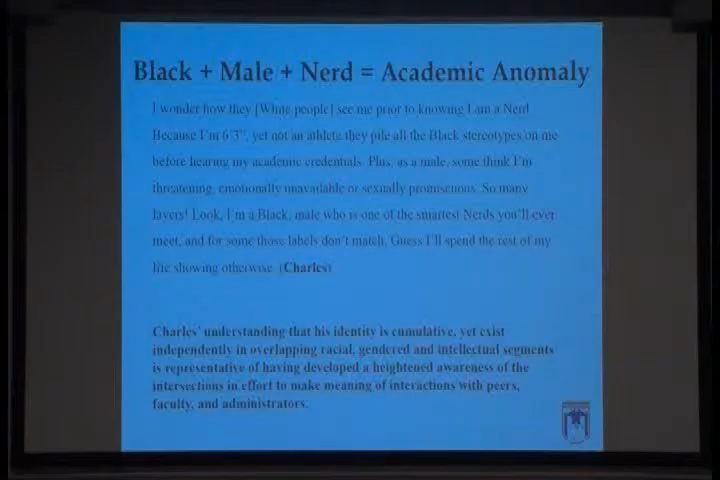 Black + Male + Nerd = Academic Anomaly
I wonder how they [White people] see me prior to knowing I am a Nerd
Because I'm 6'3", yet not an athlete they pile all the Black stereotypes on me
before hearing my academic credentials. Plus, as a male, some think I'm
threatening, emotionally unavailable or sexually promiscuous. So many
layers! Look, I'm a Black, male who is one of the smartest Nerds you'll ever
meet, and for some those labels don't match. Guess I'll spend the rest of my
life showing otherwise. (Charles)
Charles' understanding that his identity is cumulative, yet exist
independently in overlapping racial, gendered and intellectual segments
is representative of having developed a heightened awareness of the
intersections in effort to make meaning of interactions with peers,
faculty, and administrators.